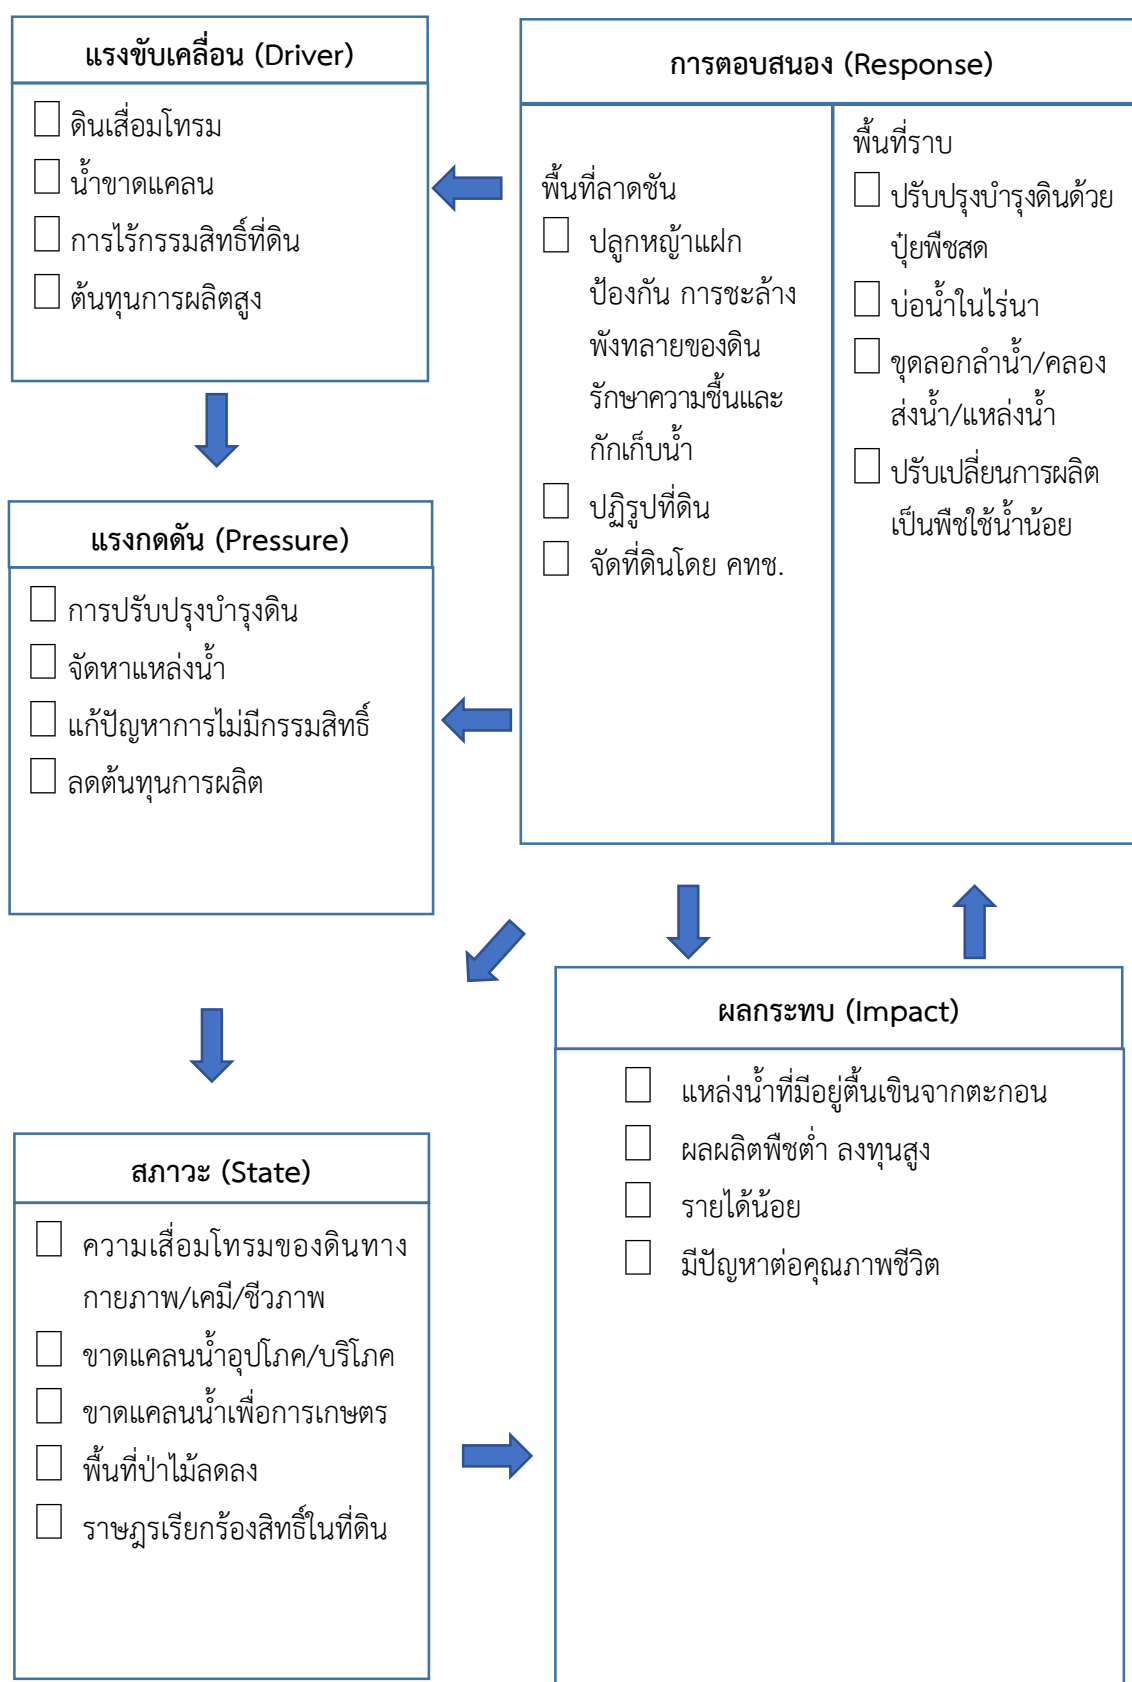 แรงขับเคลื่อน (Driver)
ดินเสื่อมโทรม
น้ำขาดแคลน
การไร้กรรมสิทธิ์ที่ดิน
ต้นทุนการผลิตสูง
การตอบสนอง (Response)
พื้นที่ลาดชัน
ปลูกหญ้าแฝก
ป้องกัน การชะล้าง
พังทลายของดิน
รักษาความชื้นและ
กักเก็บน้ำ
ปฏิรูปที่ดิน
จัดที่ดินโดย คทช.
พื้นที่ราบ
ปรับปรุงบำรุงดินด้วย
ปุ๋ยพืชสด
บ่อน้ำในไร่นา
ขุดลอกลำน้ำ/คลอง
ส่งน้ำ/แหล่งน้ำ
ปรับเปลี่ยนการผลิต
เป็นพืชใช้น้ำน้อย
แรงกดดัน (Pressure)
การปรับปรุงบำรุงดิน
จัดหาแหล่งน้ำ
แก้ปัญหาการไม่มีกรรมสิทธิ์
ลดต้นทุนการผลิต
สภาวะ (State)
ความเสื่อมโทรมของดินทาง
กายภาพ/เคมี/ชีวภาพ
ขาดแคลนน้ำอุปโภค/บริโภค
ขาดแคลนน้ำเพื่อการเกษตร
พื้นที่ป่าไม้ลดลง
ราษฎรเรียกร้องสิทธิ์ในที่ดิน
ผลกระทบ (Impact)
แหล่งน้ำที่มีอยู่ตื้นเขินจากตะกอน
ผลผลิตพืชต่ำ ลงทุนสูง
รายได้น้อย
มีปัญหาต่อคุณภาพชีวิต